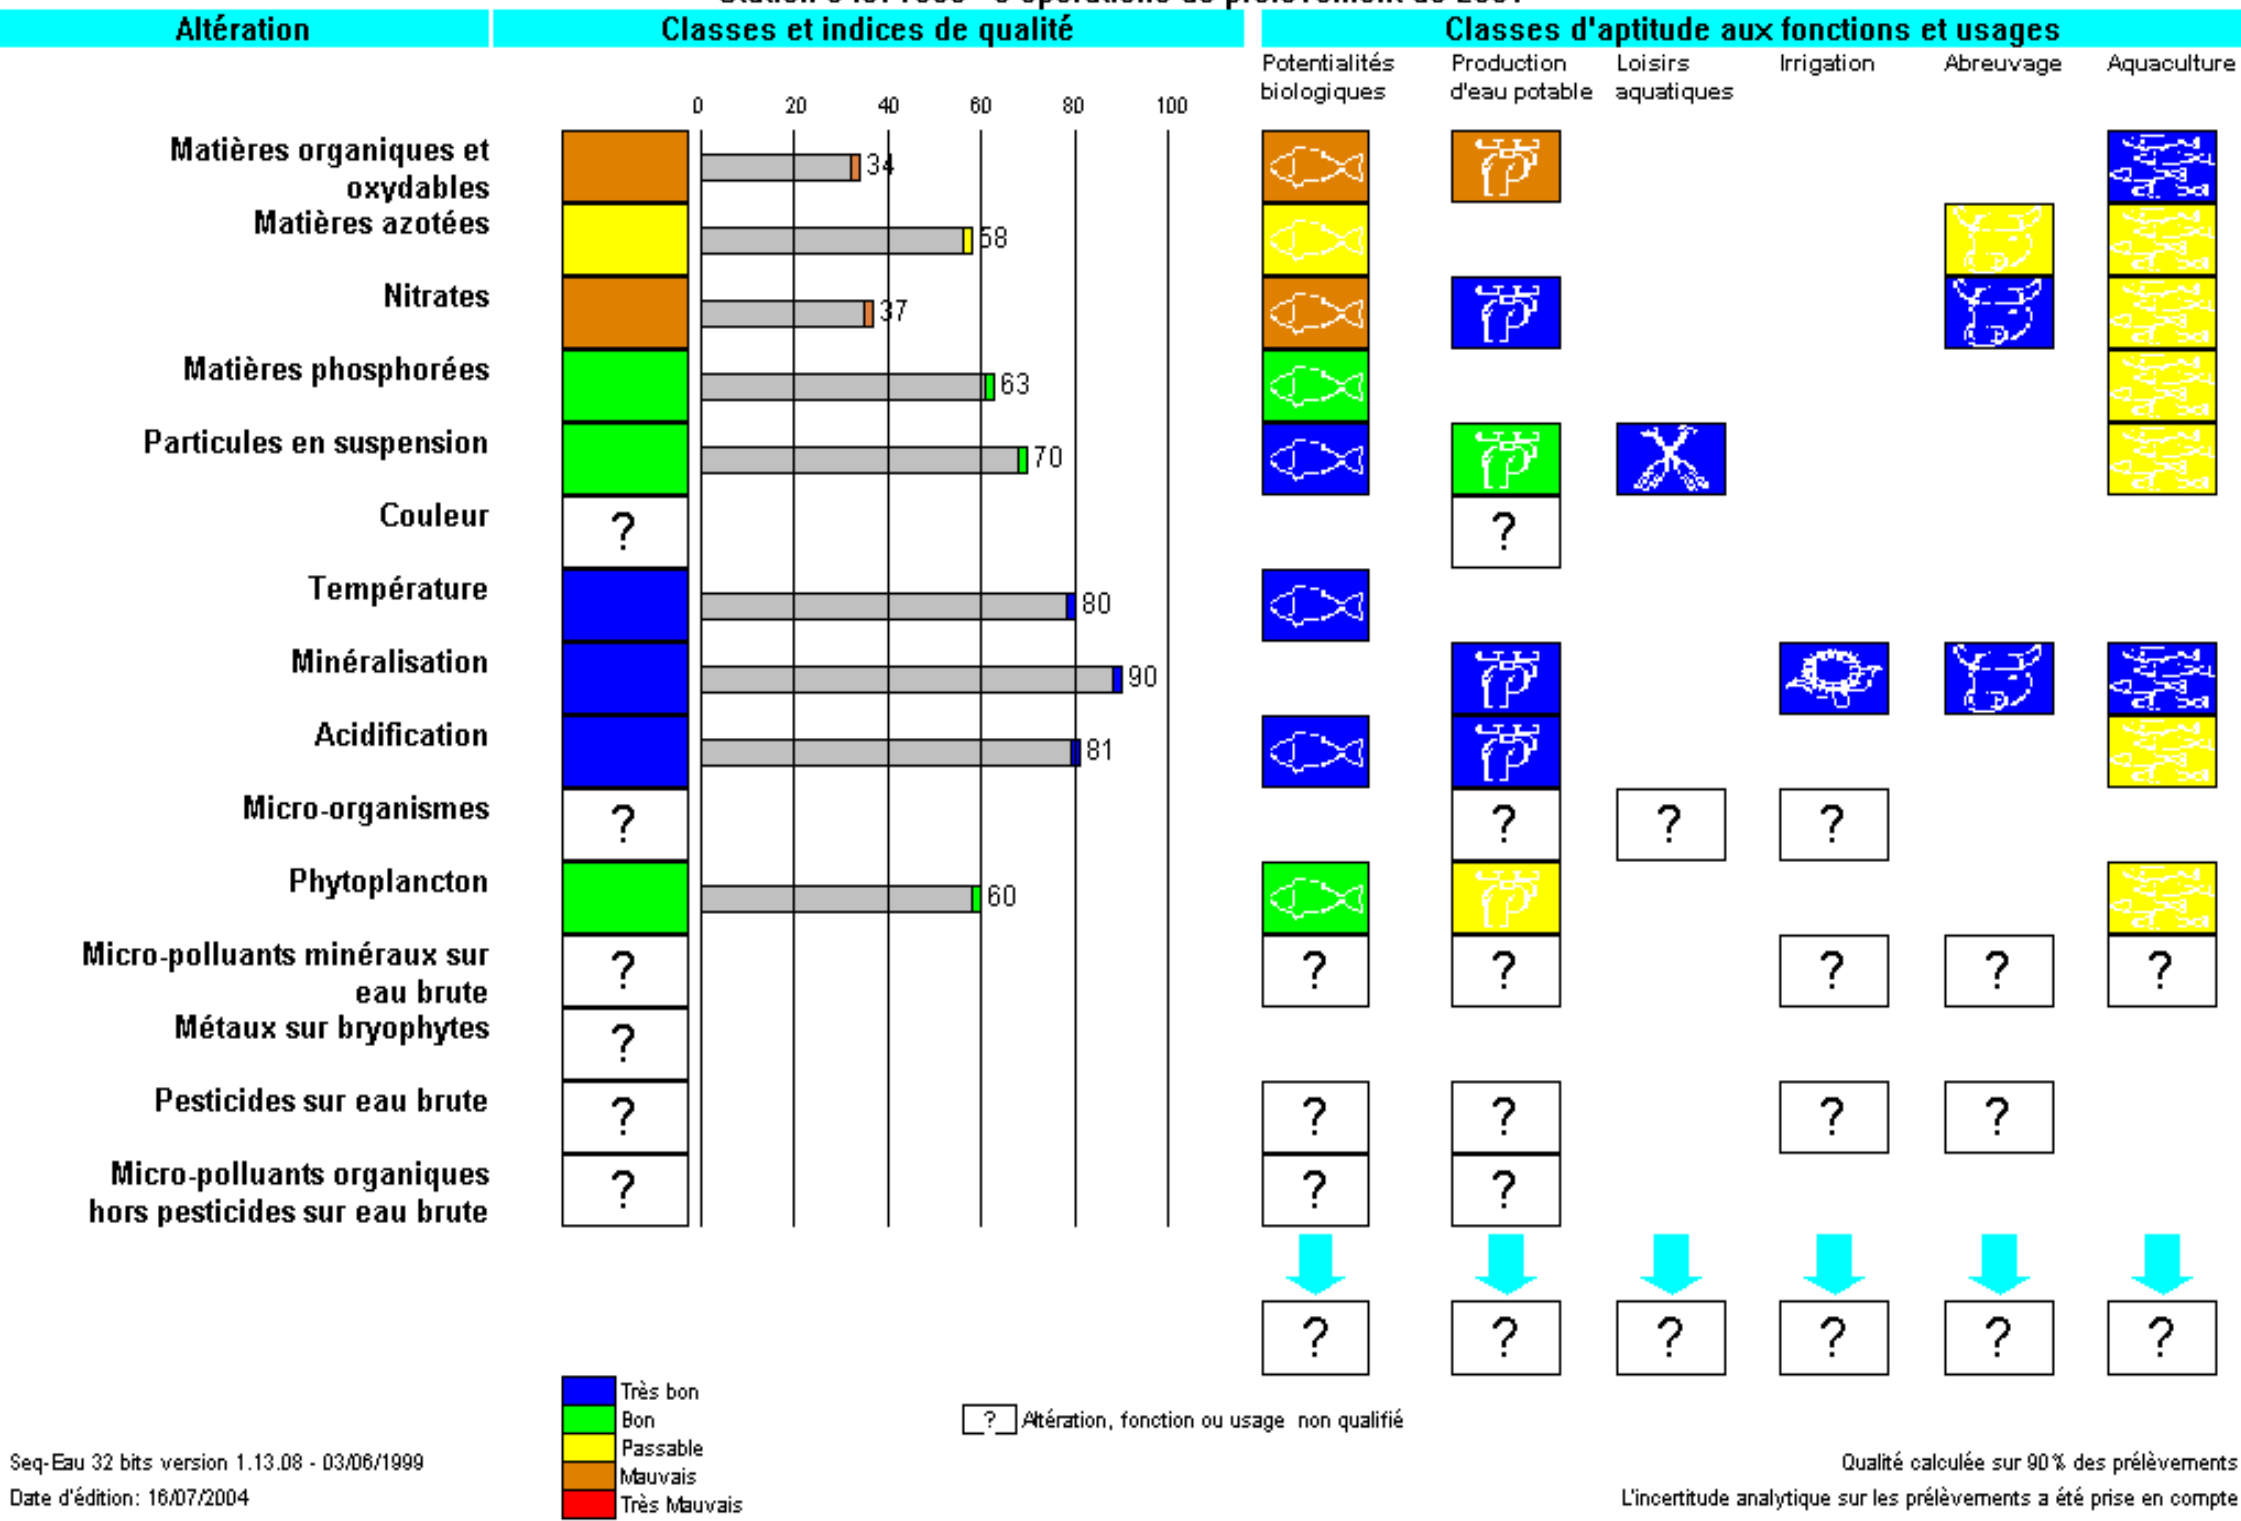 Altération
Classes et indices de qualité
Classes d'aptitude aux fonctions et usages
Potentialités
biologiques
Production
d'eau potable
Loisirs
aquatiques
Irrigation
Abreuvage
Aquaculture
0 20 40 60 80 100
Matières organiques et
oxydables
34
Matières azotées
58
Nitrates
37
Matières phosphorées
63
Particules en suspension
70
Couleur
? ?
Température
80
Minéralisation
90
Acidification
81
Micro-organismes
? ? ? ?
Phytoplancton
60
Micro-polluants minéraux sur
eau brute
? ? ? ? ? ?
Métaux sur bryophytes
?
Pesticides sur eau brute
? ? ? ? ?
Micro-polluants organiques
hors pesticides sur eau brute
? ? ?
? ? ? ? ? ?
Très bon
Bon
Passable
Mauvais
Très Mauvais
? Altération, fonction ou usage non qualifié
Seq-Eau 32 bits version 1.13.08 - 03/06/1999
Date d'édition: 16/07/2004
Qualité calculée sur 90% des prélèvements
L'incertitude analytique sur les prélèvements a été prise en compte